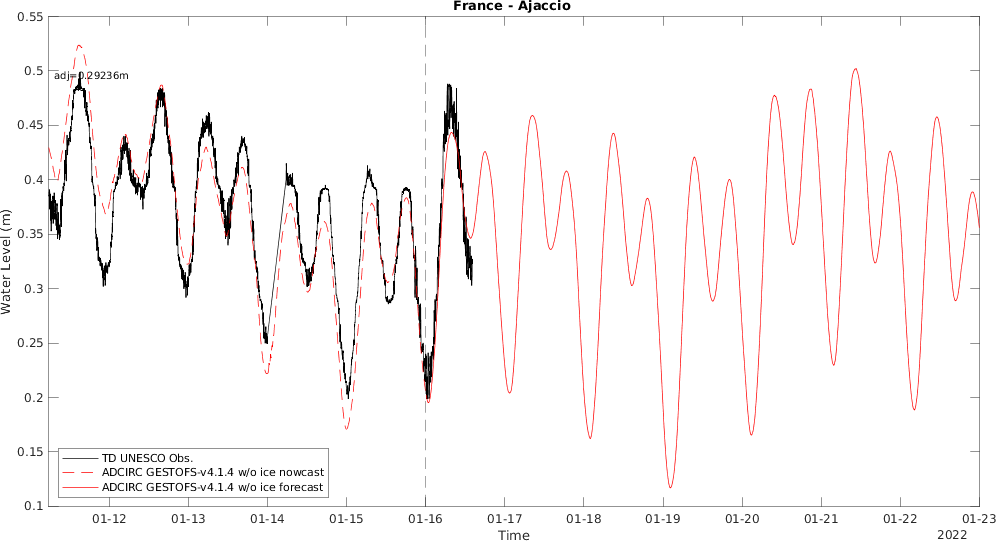 France - Ajaccio
0.55
0.5
0.45
0.4
0.35
0.3
0.25
0.2
0.15
0.1
Water Level (m)
adj=0.29236m
TD UNESCO Obs.
ADCIRC GESTOFS-v4.1.4 w/o ice nowcast
ADCIRC GESTOFS-v4.1.4 w/o ice forecast
01-12 01-13 01-14 01-15 01-16 01-17 01-18 01-19 01-20 01-21 01-22 01-23
Time
2022